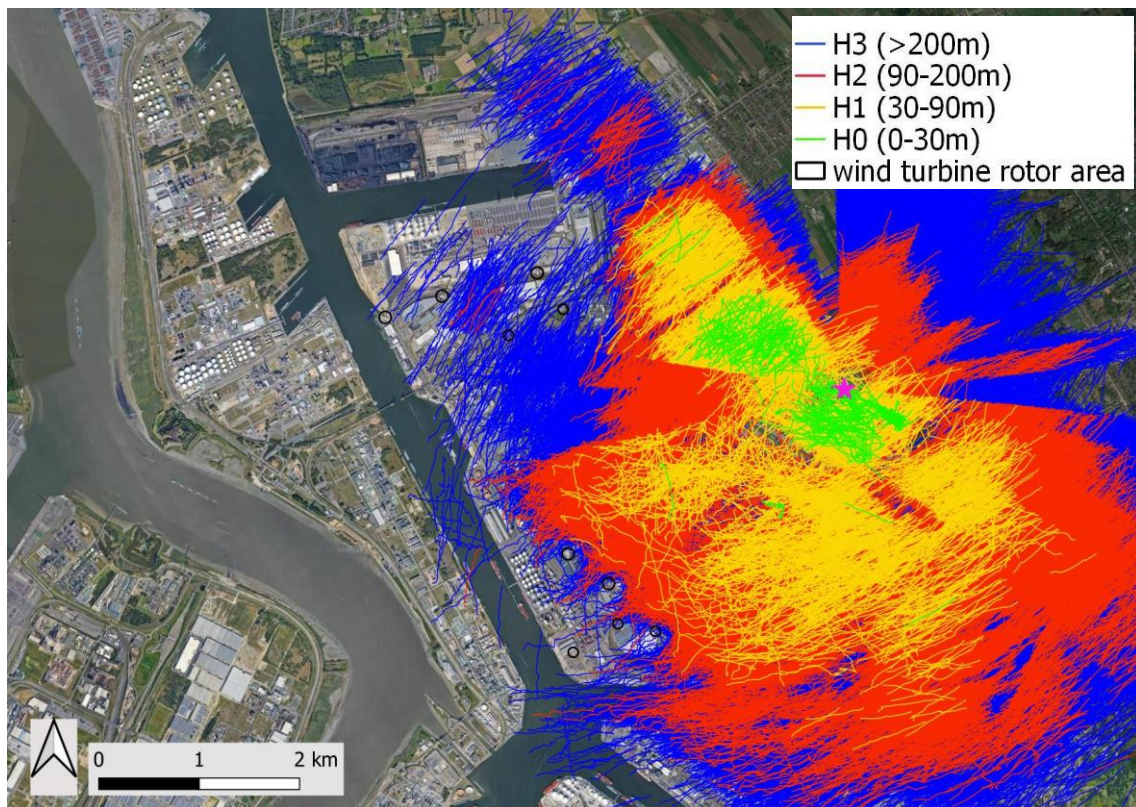 H3 (>200m)
H2 (90-200m)
H1 (30-90m)
H0 (0-30m)
wind turbine rotor area
0 1 2 km